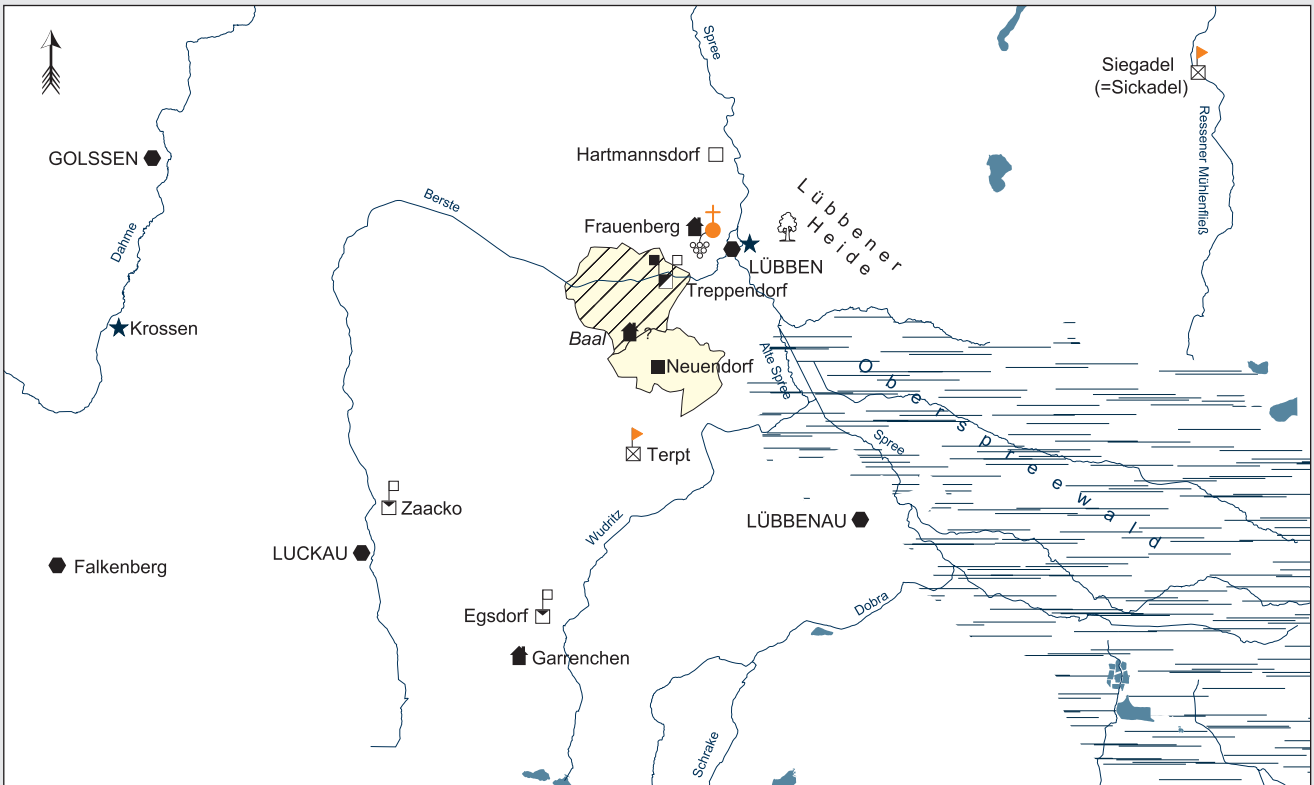 Spree
Siegadel
(=Sickadel)
Ressener Mühlenfließ
GOLSSEN
Hartmannsdorf
Berste
Lübbener
Heide
Frauenberg
Dahme
LÜBBEN
Treppendorf
Krossen
Baal
?
Alte Spree
Neuendorf
Oberspreewald
Spree
Terpt
Zaacko
Wudritz
LÜBBENAU
LUCKAU
Falkenberg
Dobra
Egsdorf
Garrenchen
Schrake